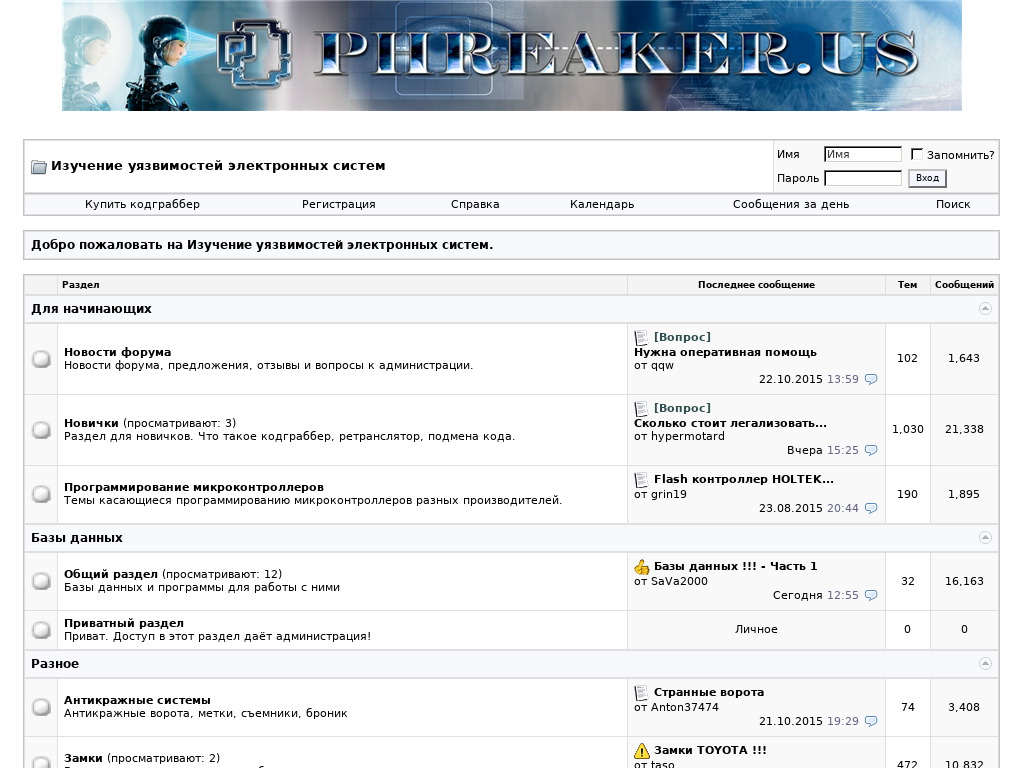 PHREAKER.US
Изучение уязвимостей электронных систем
Имя Имя Запомнить?
Пароль Вход
Купить кодграббер Регистрация Справка Календарь Сообщения за день Поиск
Добро пожаловать на Изучение уязвимостей электронных систем.
Раздел Последнее сообщение Тем Сообщений
Для начинающих
Новости форума
Новости форума, предложения, отзывы и вопросы к администрации.
[Вопрос]
Нужна оперативная помощь
от qqw
22.10.2015 13:59
102 1,643
Новички (просматривают: 3)
Раздел для новичков. Что такое кодграббер, ретранслятор, подмена кода.
[Вопрос]
Сколько стоит легализовать...
от hypermotard
Вчера 15:25
1,030 21,338
Программирование микроконтроллеров
Темы касающиеся программированию микроконтроллеров разных производителей.
Flash контроллер HOLTEK...
от grin19
23.08.2015 20:44
190 1,895
Базы данных
Общий раздел (просматривают: 12)
Базы данных и программы для работы с ними
Базы данных !!! - Часть 1
от SaVa2000
Сегодня 12:55
32 16,163
Приватный раздел
Приват. Доступ в этот раздел даёт администрация!
Личное
0 0
Разное
Антикражные системы
Антикражные ворота, метки, съемники, броник
Странные ворота
от Anton37474
21.10.2015 19:29
74 3,408
Замки (просматривают: 2)
Замки TOYOTA !!!
от taso
472 10,832